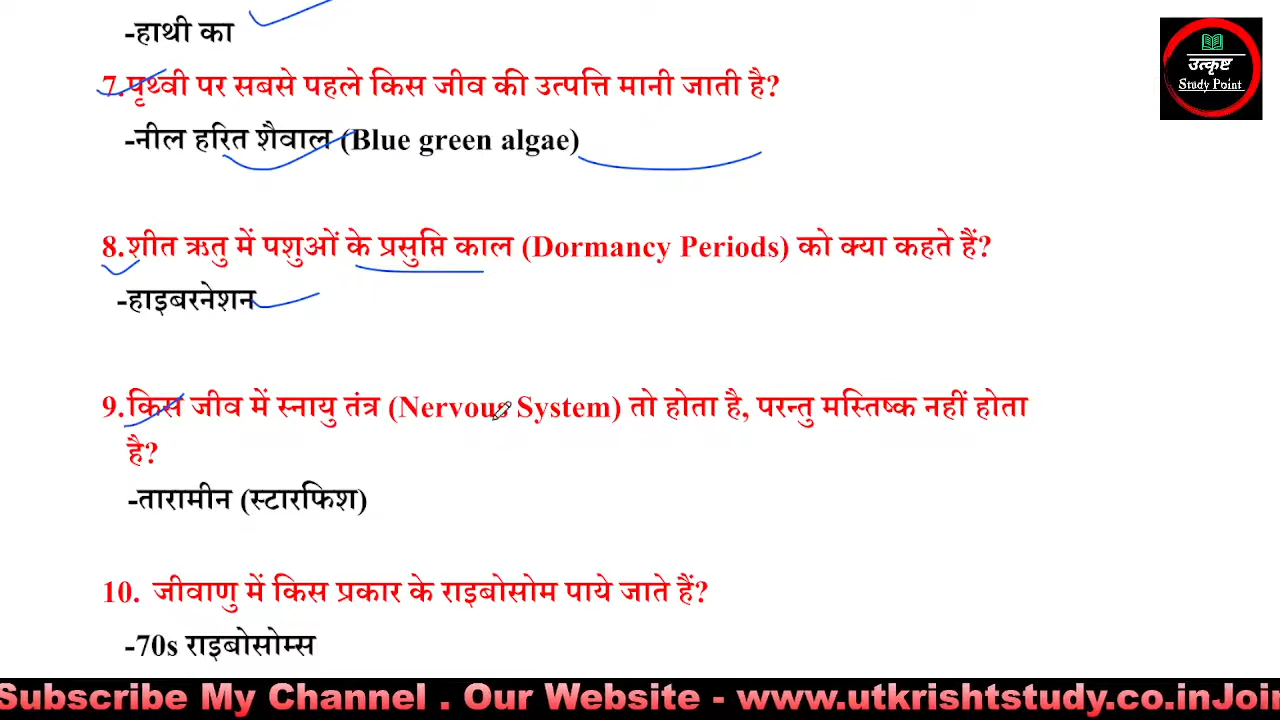 -हाथी का
उत्कृष्ट
Study Point
7.पृथ्वी पर सबसे पहले किस जीव की उत्पत्ति मानी जाती है?
-नील हरित शैवाल (Blue green algae)
8.शीत ऋतु में पशुओं के प्रसुप्ति काल (Dormancy Periods) को क्या कहते हैं?
-हाइबरनेशन
9.किस जीव में स्नायु तंत्र (Nervous System) तो होता है, परन्तु मस्तिष्क नहीं होता
है?
-तारामीन (स्टारफिश)
10. जीवाणु में किस प्रकार के राइबोसोम पाये जाते हैं?
-70s राइबोसोम्स
Subscribe My Channel . Our Website - www.utkrishtstudy.co.inJoin